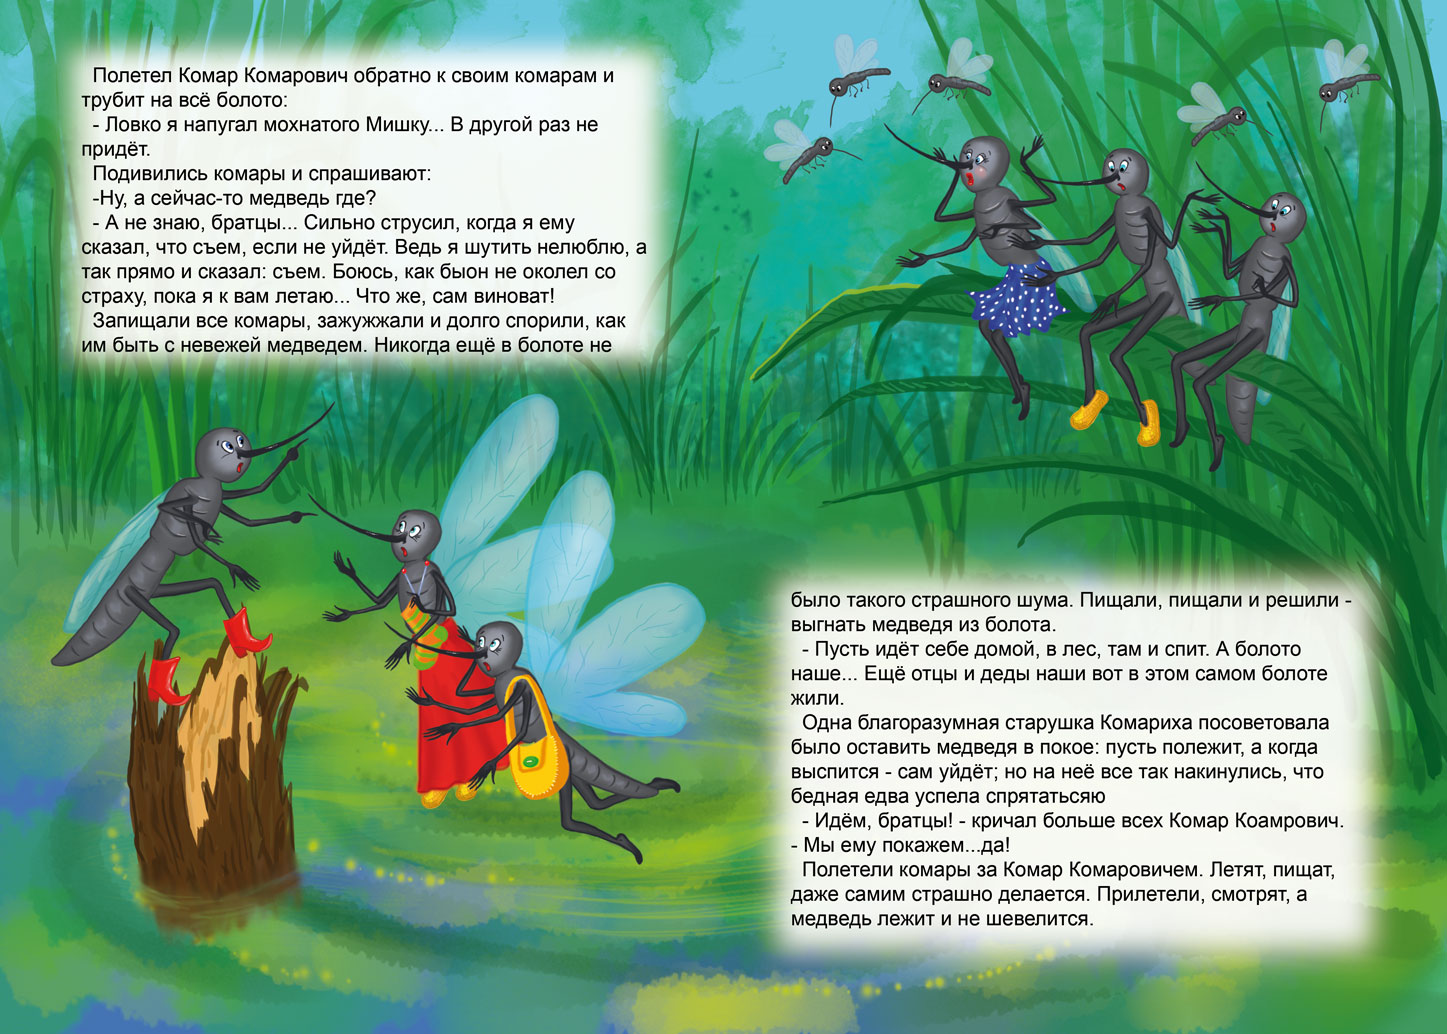 Полетел Комар Комарович обратно к своим комарам и
трубит на всё болото:
- Ловко я напугал мохнатого Мишку... В другой раз не
придёт.
Подивились комары и спрашивают:
-Ну, а сейчас-то медведь где?
- А не знаю, братцы... Сильно струсил, когда я ему
сказал, что съем, если не уйдёт. Ведь я шутить нелюблю, а
так прямо и сказал: съем. Боюсь, как быон не околел со
страху, пока я к вам летаю... Что же, сам виноват!
Запищали все комары, зажужжали и долго спорили, как
им быть с невежей медведем. Никогда ещё в болоте не
было такого страшного шума. Пищали, пищали и решили -
выгнать медведя из болота.
- Пусть идёт себе домой, в лес, там и спит. А болото
наше... Ещё отцы и деды наши вот в этом самом болоте
жили.
Одна благоразумная старушка Комариха посоветовала
было оставить медведя в покое: пусть полежит, а когда
выспится - сам уйдёт; но на неё все так накинулись, что
бедная едва успела спрятатьсяю
- Идём, братцы! - кричал больше всех Комар Коамрович.
- Мы ему покажем...да!
Полетели комары за Комар Комаровичем. Летят, пищат,
даже самим страшно делается. Прилетели, смотрят, а
медведь лежит и не шевелится.